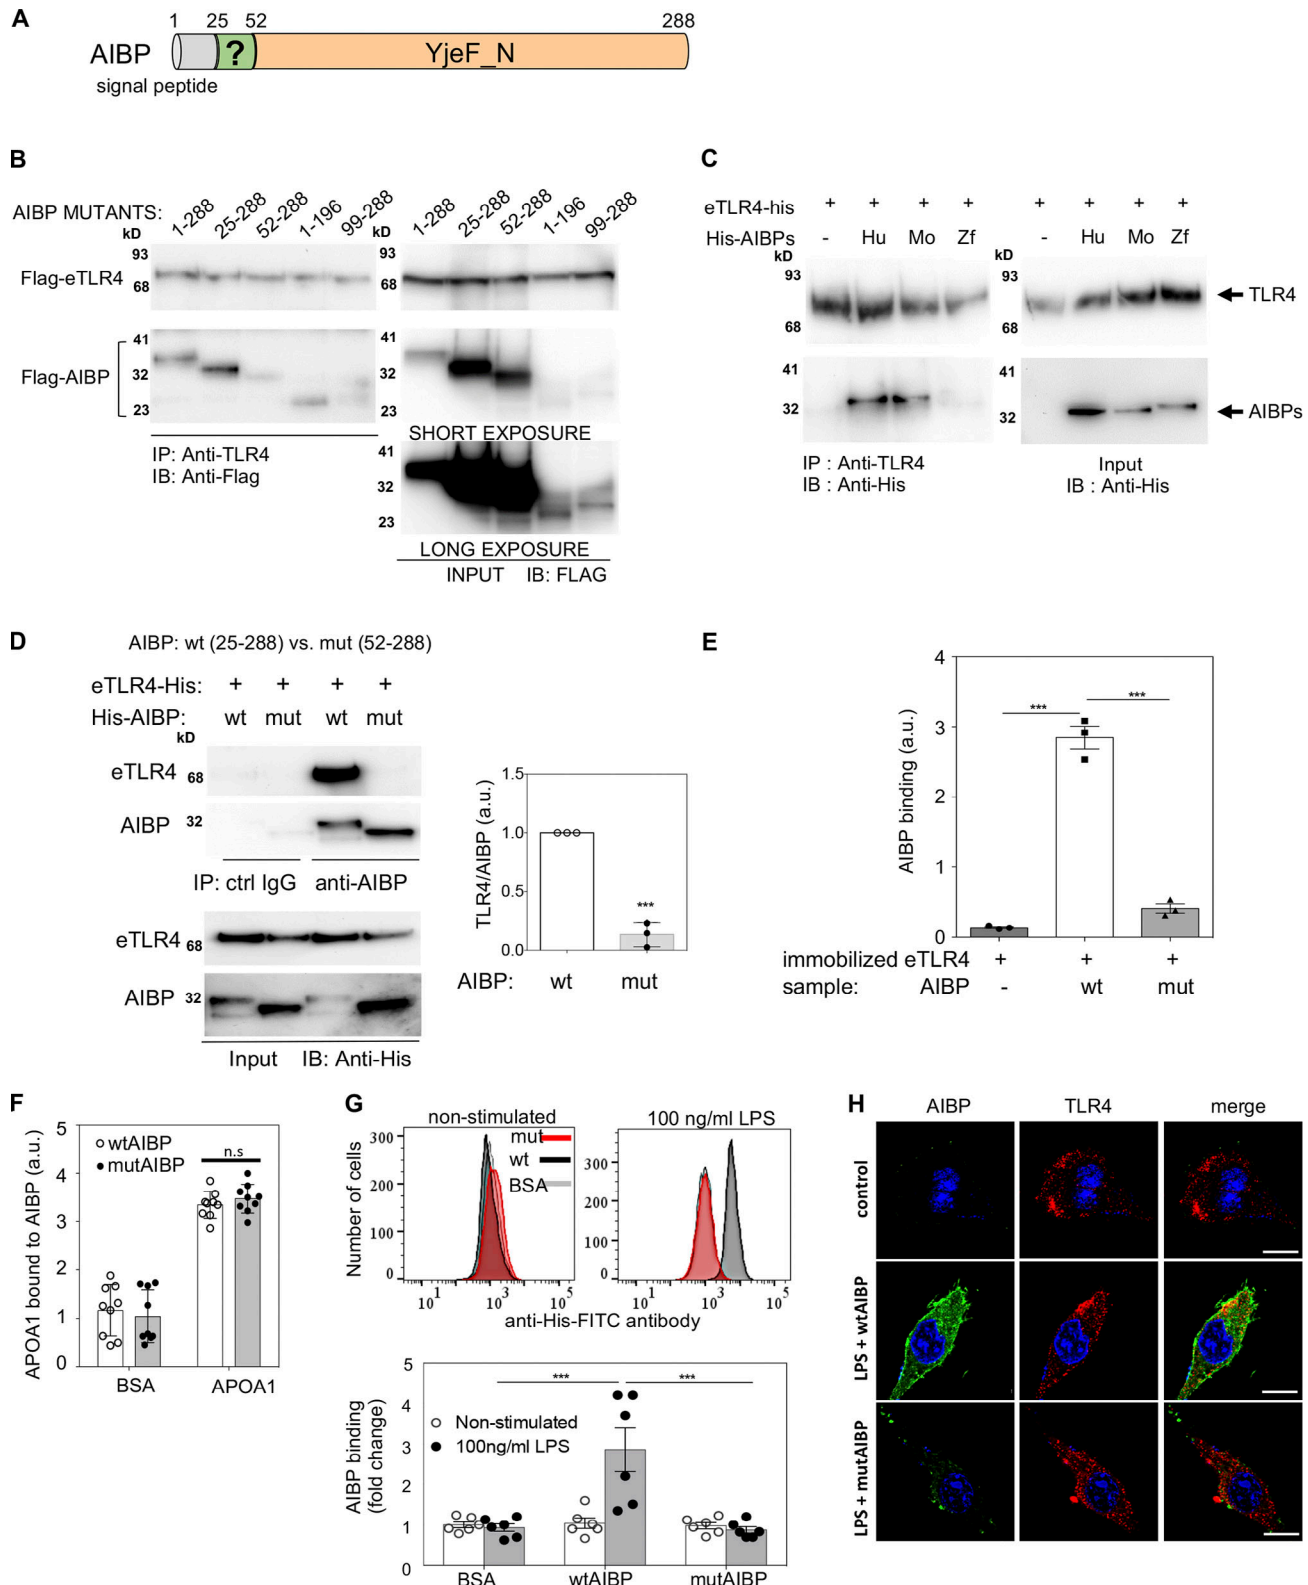 A
1 25 52 288
AIBP ? YjeF_N
signal peptide
B
AIBP MUTANTS: 1-288 25-288 52-288 1-196 99-288 1-288 25-288 52-288 1-196 99-288
kD kD
Flag-eTLR4 93 68 93 68
Flag-AIBP 41 32 23 41 32 23
SHORT EXPOSURE
IP: Anti-TLR4
IB: Anti-Flag
41 32 23
LONG EXPOSURE
INPUT IB: FLAG
C
eTLR4-his + + + + + + + +
His-AIBPs - Hu Mo Zf - Hu Mo Zf
kD kD
93 68 93 68 TLR4
41 32 41 32 AIBPs
IP : Anti-TLR4
IB : Anti-His
Input
IB : Anti-His
D
AIBP: wt (25-288) vs. mut (52-288)
eTLR4-His: + + + +
His-AIBP: wt mut wt mut
kD
eTLR4 68
AIBP 32
IP: ctrl IgG anti-AIBP
eTLR4 68
AIBP 32
Input IB: Anti-His
TLR4/AIBP (a.u.)
1.5
1.0
0.5
0.0
***
AIBP: wt mut
E
AIBP binding (a.u.)
4
3
2
1
0
*** ***
immobilized eTLR4 + + +
sample: AIBP - wt mut
F
APOA1 bound to AIBP (a.u.)
5
4
3
2
1
0
wtAIBP
mutAIBP
n.s
BSA APOA1
G
non-stimulated 100 ng/ml LPS
Number of cells
300
200
100
0
mut
wt
BSA
300
200
100
0
10¹ 10³ 10⁵ 10¹ 10³ 10⁵
anti-His-FITC antibody
AIBP binding
(fold change)
5
4
3
2
1
0
*** ***
Non-stimulated
100ng/ml LPS
BSA wtAIBP mutAIBP
H
AIBP TLR4 merge
control
LPS + wtAIBP
LPS + mutAIBP